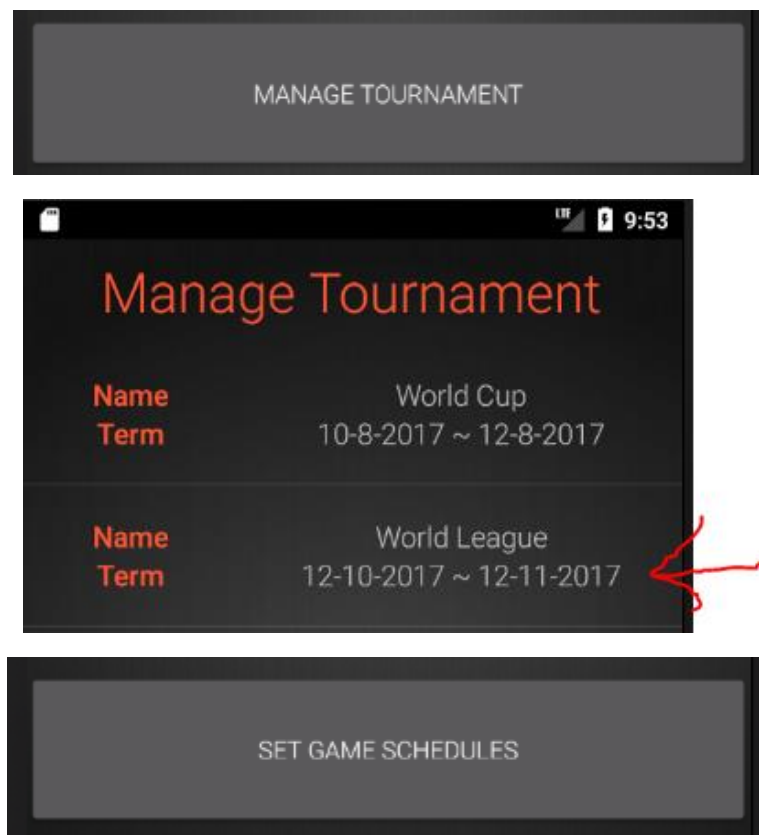 MANAGE TOURNAMENT
LTE 9:53
Manage Tournament
Name World Cup
Term 10-8-2017 ~ 12-8-2017
Name World League
Term 12-10-2017 ~ 12-11-2017
SET GAME SCHEDULES